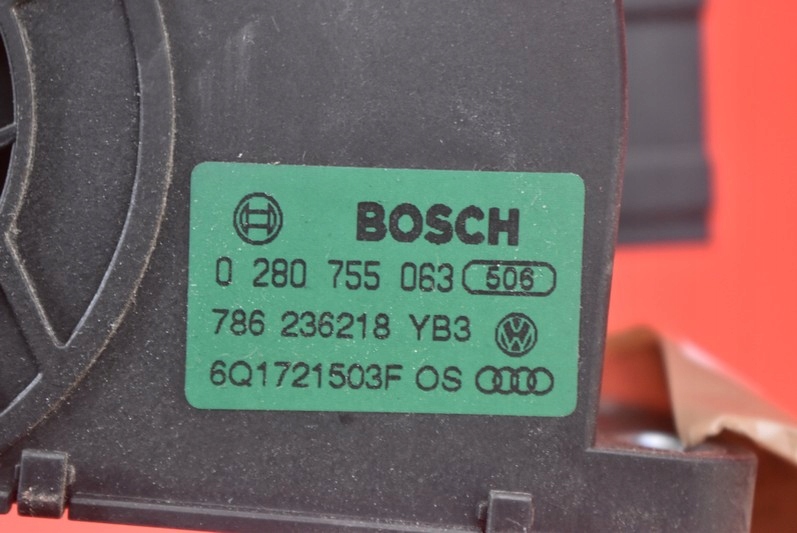 BOSCH
0 280 755 063 506
786 236218 YB3
6Q1721503F OS